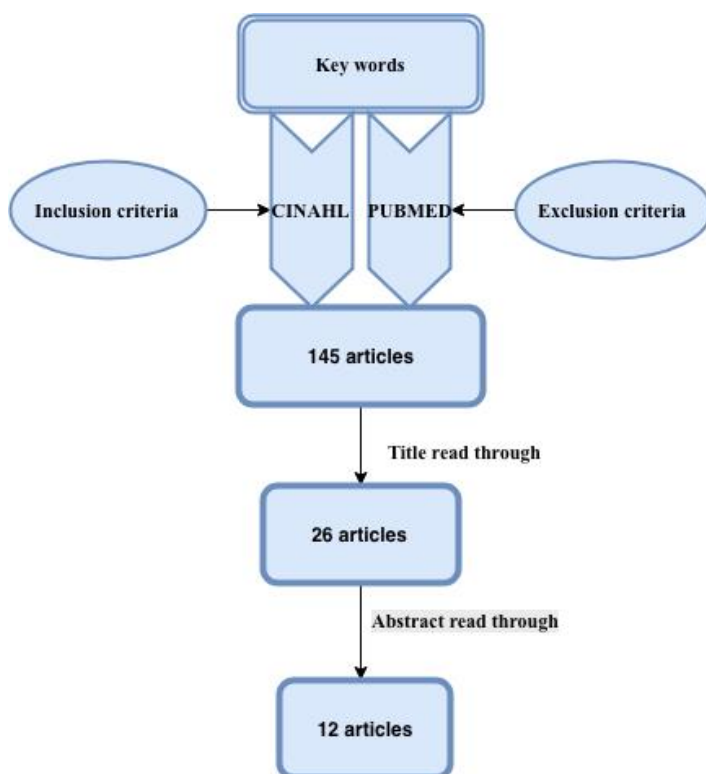 Key words
Inclusion criteria
CINAHL
PUBMED
Exclusion criteria
145 articles
Title read through
26 articles
Abstract read through
12 articles